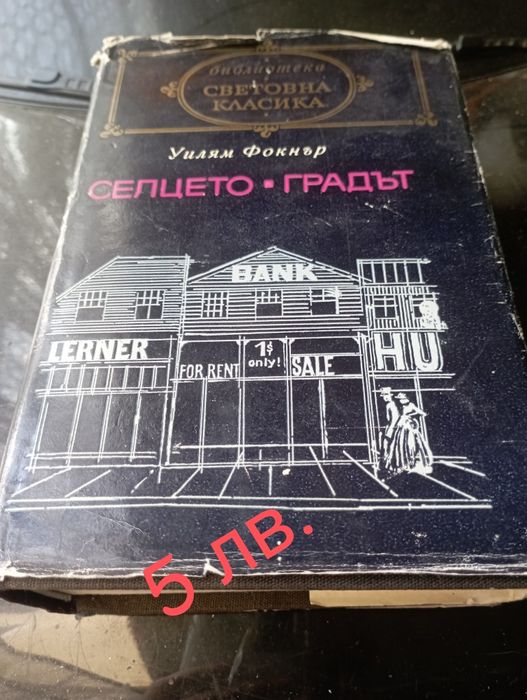 библиотека
СВЕТОВНА
КЛАСИКА
Уилям Фокнър
СЕЛЦЕТО · ГРАДЪТ
BANK
LERNER
FOR RENT
1$T
only!
SALE
&
HU
5 лв.